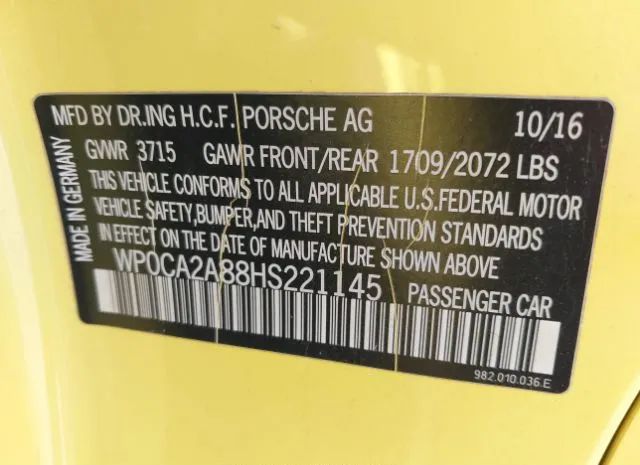 MFD BY DR.ING H.C.F. PORSCHE AG 10/16
GVWR 3715 GAWR FRONT/REAR 1709/2072 LBS
THIS VEHICLE CONFORMS TO ALL APPLICABLE U.S.FEDERAL MOTOR
VEHICLE SAFETY,BUMPER,AND THEFT PREVENTION STANDARDS
IN EFFECT ON THE DATE OF MANUFACTURE SHOWN ABOVE
WP0CA2A88HS221145 PASSENGER CAR
982.010.036.E
MADE IN GERMANY